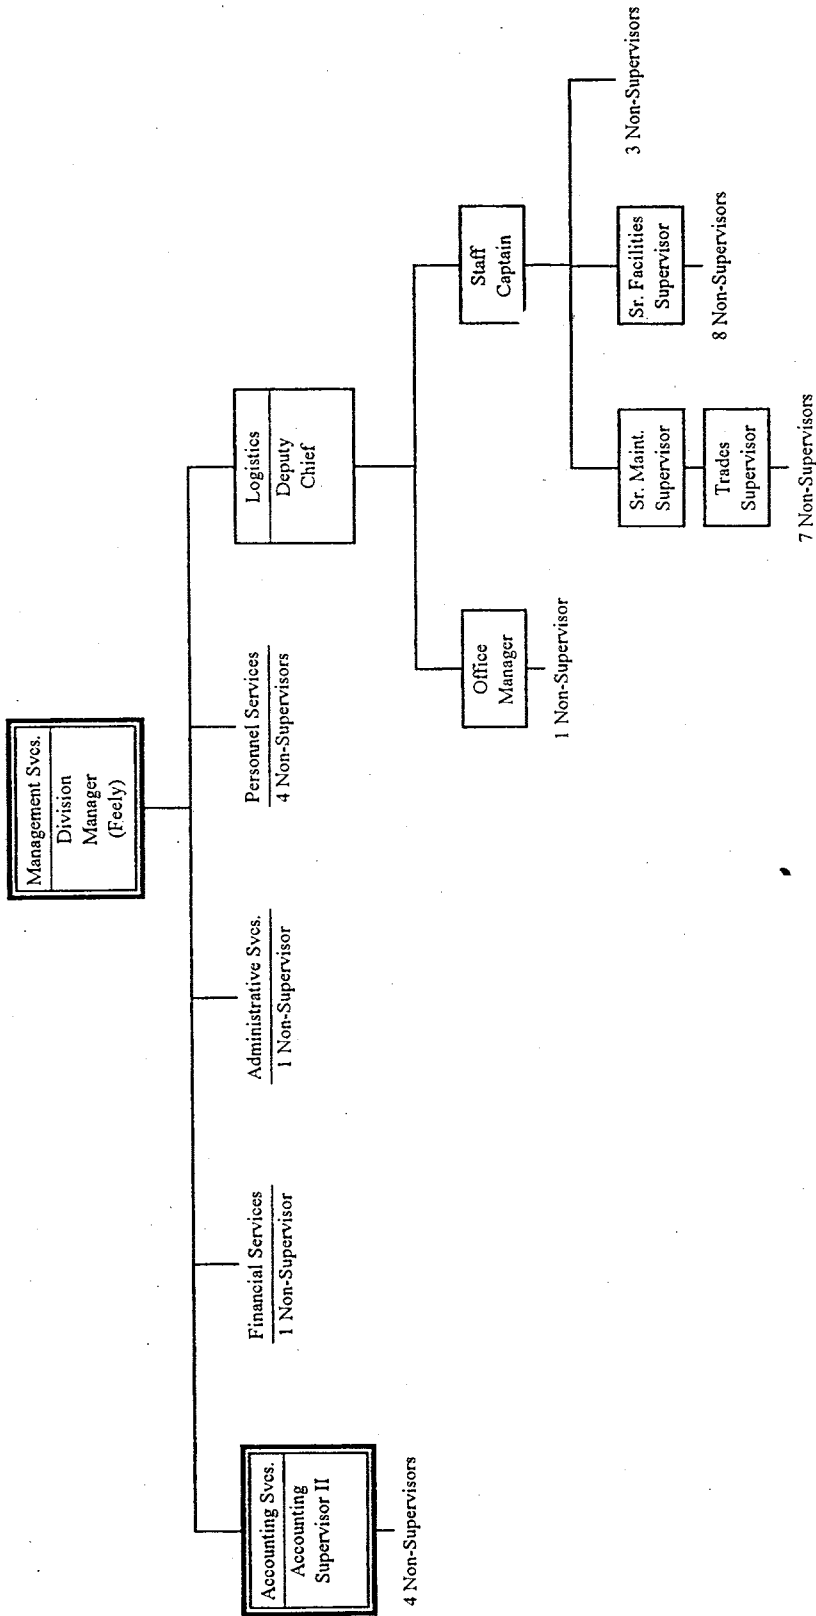 Management Svcs.
Division
Manager
(Feely)
Accounting Svcs.
Accounting
Supervisor II
4 Non-Supervisors
Financial Services
1 Non-Supervisor
Administrative Svcs.
1 Non-Supervisor
Personnel Services
4 Non-Supervisors
Logistics
Deputy
Chief
Office
Manager
1 Non-Supervisor
Staff
Captain
Sr. Maint.
Supervisor
Trades
Supervisor
7 Non-Supervisors
Sr. Facilities
Supervisor
8 Non-Supervisors
3 Non-Supervisors